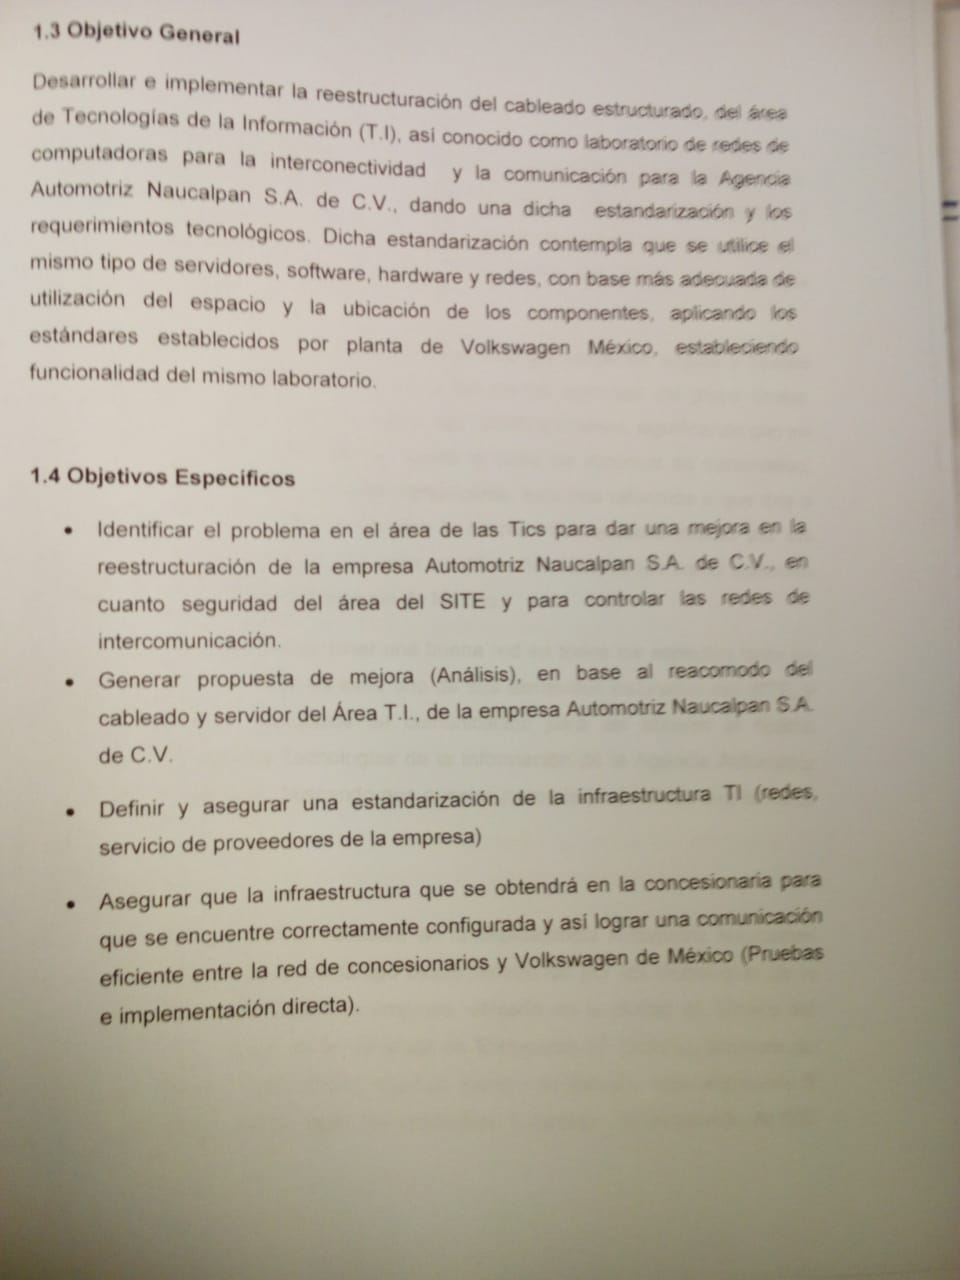 1.3 Objetivo General
Desarrollar e implementar la reestructuración del cableado estructurado, del área
de Tecnologías de la Información (T.I), así conocido como laboratorio de redes de
computadoras para la interconectividad y la comunicación para la Agencia
Automotriz Naucalpan S.A. de C.V., dando una dicha estandarización y los
requerimientos tecnológicos. Dicha estandarización contempla que se utilice el
mismo tipo de servidores, software, hardware y redes, con base más adecuada de
utilización del espacio y la ubicación de los componentes, aplicando los
estándares establecidos por planta de Volkswagen México, estableciendo
funcionalidad del mismo laboratorio.
1.4 Objetivos Especificos
• Identificar el problema en el área de las Tics para dar una mejora en la
reestructuración de la empresa Automotriz Naucalpan S.A. de C.V., en
cuanto seguridad del área del SITE y para controlar las redes de
intercomunicación.
• Generar propuesta de mejora (Análisis), en base al reacomodo del
cableado y servidor del Área T.I., de la empresa Automotriz Naucalpan S.A.
de C.V.
• Definir y asegurar una estandarización de la infraestructura TI (redes,
servicio de proveedores de la empresa)
• Asegurar que la infraestructura que se obtendrá en la concesionaria para
que se encuentre correctamente configurada y así lograr una comunicación
eficiente entre la red de concesionarios y Volkswagen de México (Pruebas
e implementación directa).